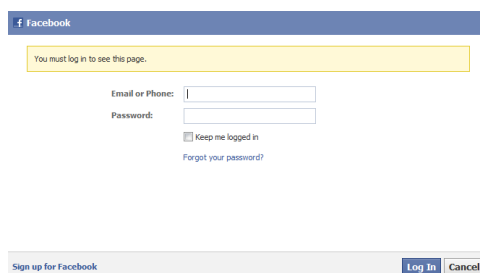 Facebook
You must log in to see this page.
Email or Phone:
Password:
Keep me logged in
Forgot your password?
Sign up for Facebook
Log In Cancel